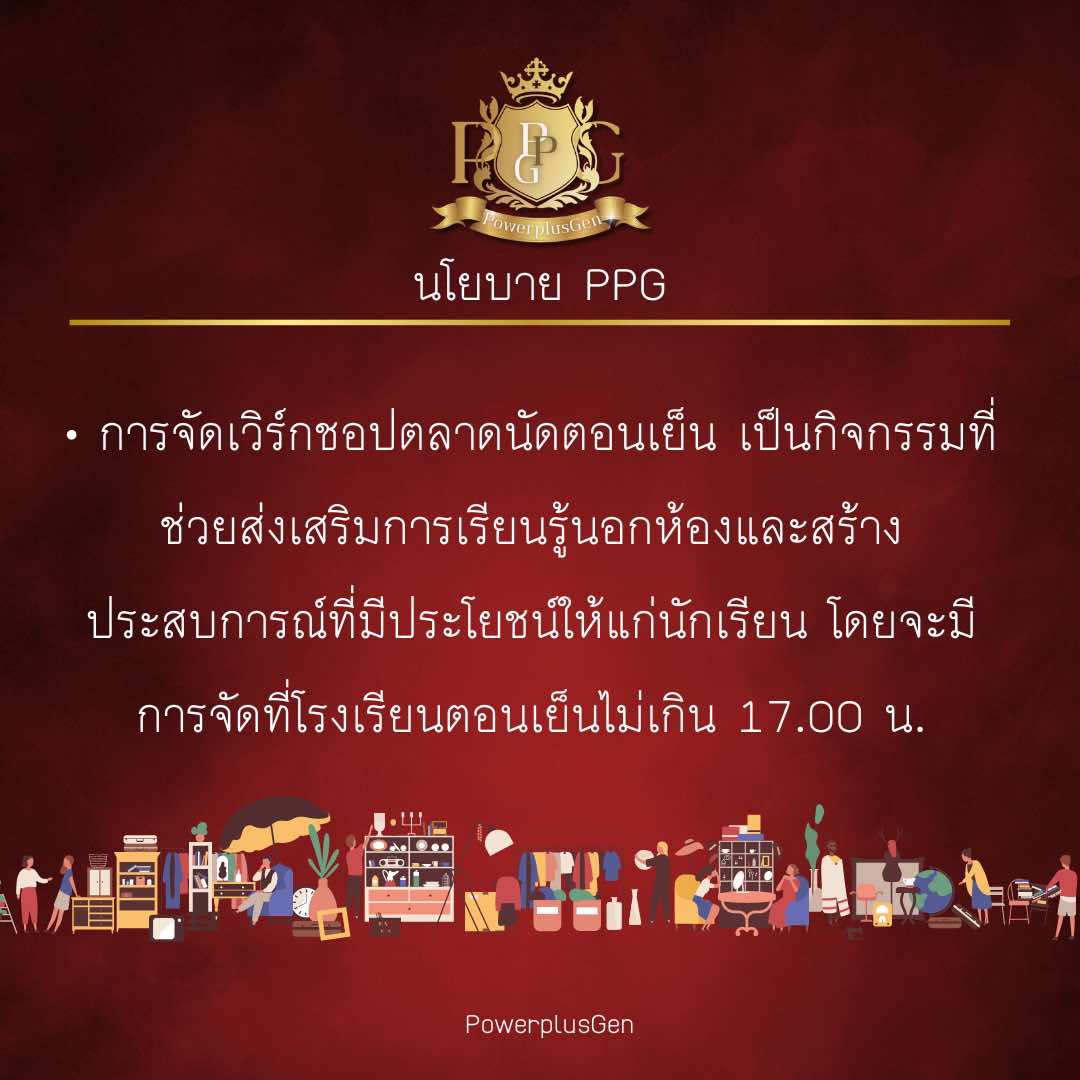 P G
PPG
PowerplusGen
นโยบาย PPG
• การจัดเวิร์กชอปตลาดนัดตอนเย็น เป็นกิจกรรมที่
ช่วยส่งเสริมการเรียนรู้นอกห้องและสร้าง
ประสบการณ์ที่มีประโยชน์ให้แก่นักเรียน โดยจะมี
การจัดที่โรงเรียนตอนเย็นไม่เกิน 17.00 น.
PowerplusGen